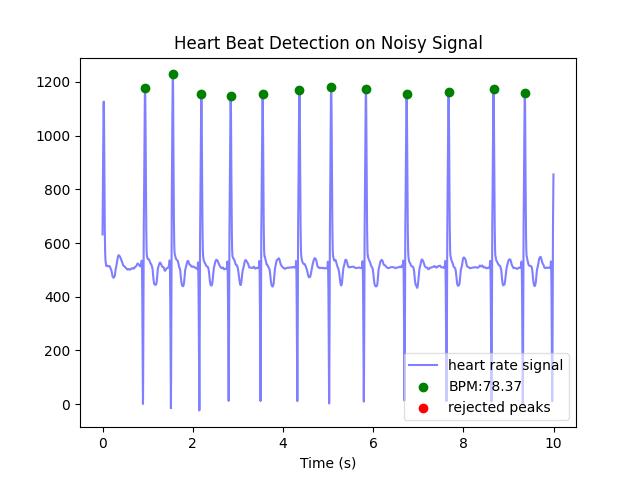 Heart Beat Detection on Noisy Signal
1200
1000
800
600
400
200
0
heart rate signal
BPM:78.37
rejected peaks
0
2
4
6
8
10
Time (s)